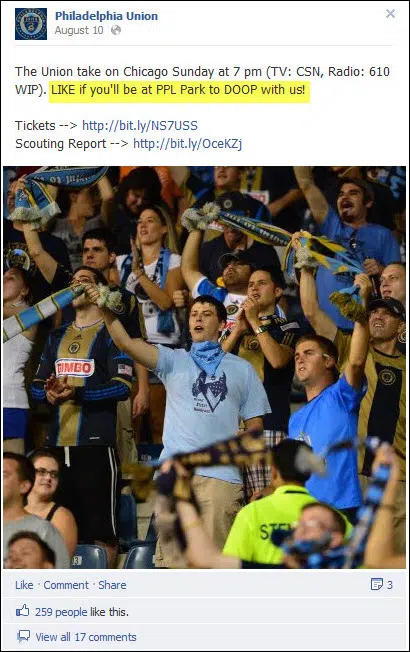 Philadelphia Union
August 10
The Union take on Chicago Sunday at 7 pm (TV: CSN, Radio: 610
WIP). LIKE if you'll be at PPL Park to DOOP with us!
Tickets --> http://bit.ly/NS7USS
Scouting Report --> http://bit.ly/OceKZj
BIMBO
STE
Like · Comment · Share
3
259 people like this.
View all 17 comments